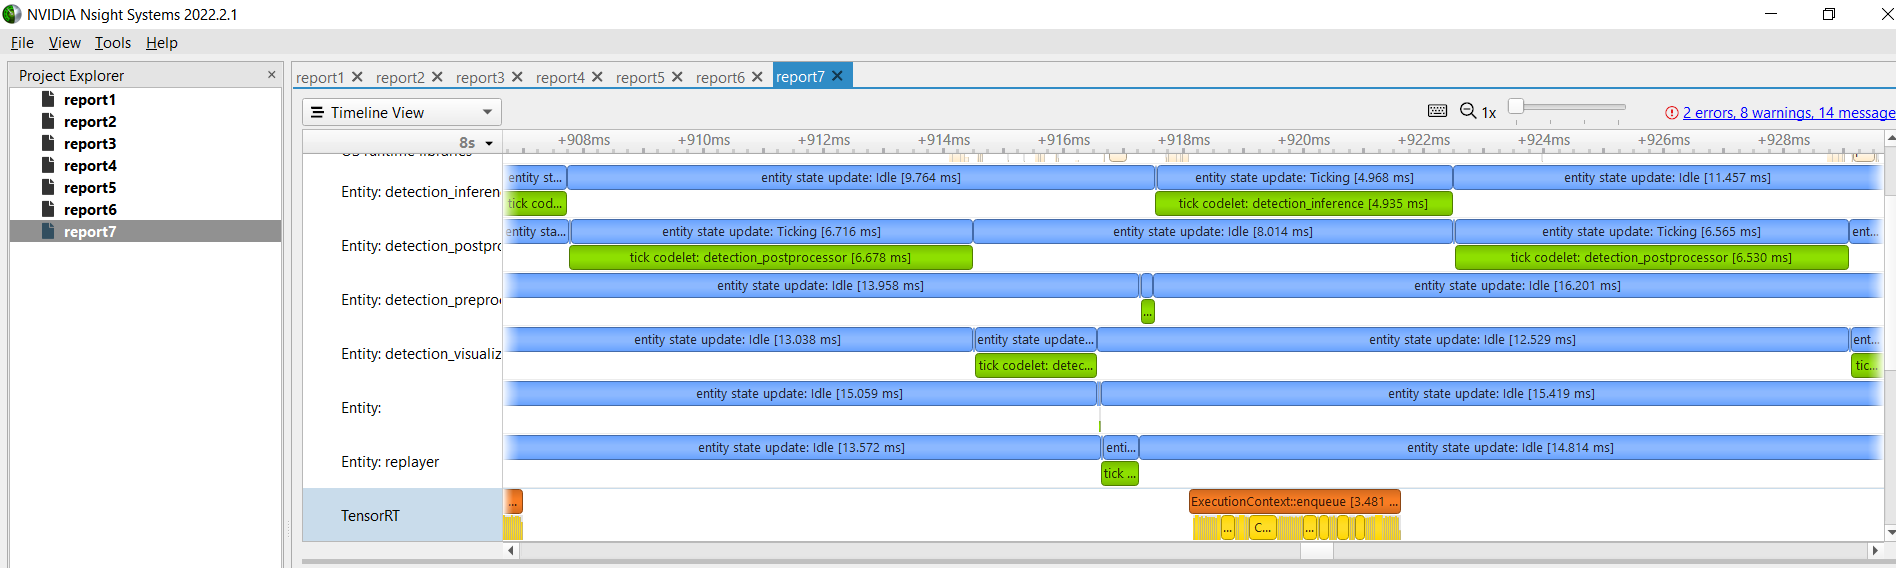 NVIDIA Nsight Systems 2022.2.1
File View Tools Help
Project Explorer
report1
report2
report3
report4
report5
report6
report7
report1 report2 report3 report4 report5 report6 report7
Timeline View
1x
2 errors, 8 warnings, 14 message
8s
+908ms +910ms +912ms +914ms +916ms +918ms +920ms +922ms +924ms +926ms +928ms
OS runtime libraries
Entity: detection_inferen
entity st... entity state update: Idle [9.764 ms] entity state update: Ticking [4.968 ms] entity state update: Idle [11.457 ms]
tick cod... tick codelet: detection_inference [4.935 ms]
Entity: detection_postpro
entity sta... entity state update: Ticking [6.716 ms] entity state update: Idle [8.014 ms] entity state update: Ticking [6.565 ms] ent...
tick codelet: detection_postprocessor [6.678 ms] tick codelet: detection_postprocessor [6.530 ms]
Entity: detection_preproc
entity state update: Idle [13.958 ms] entity state update: Idle [16.201 ms]
...
Entity: detection_visualiz
entity state update: Idle [13.038 ms] entity state update... entity state update: Idle [12.529 ms] ent...
tick codelet: detec... tic...
Entity:
entity state update: Idle [15.059 ms] entity state update: Idle [15.419 ms]
Entity: replayer
entity state update: Idle [13.572 ms] enti... entity state update: Idle [14.814 ms]
tick ...
TensorRT
... ExecutionContext::enqueue [3.481 ...
... C... ...